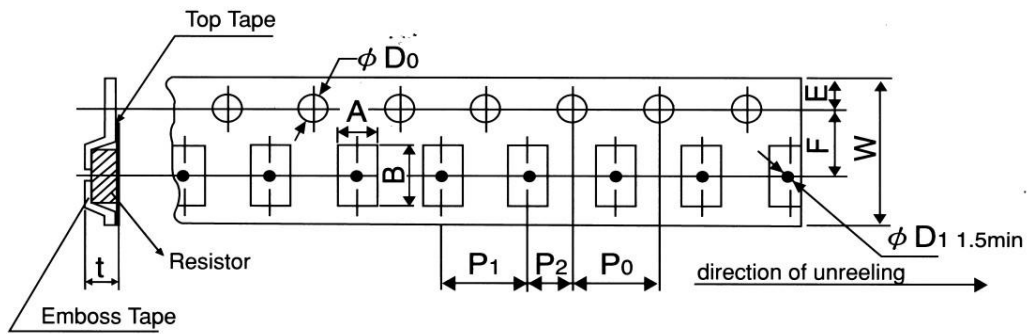 Top Tape
ϕ D0
A
B
E
F
W
ϕ D1 1.5min
Resistor
t
P1
P2
P0
direction of unreeling
Emboss Tape